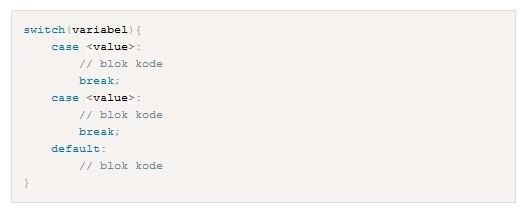 switch(variabel){
    case <value>:
        // blok kode
        break;
    case <value>:
        // blok kode
        break;
    default:
        // blok kode
}